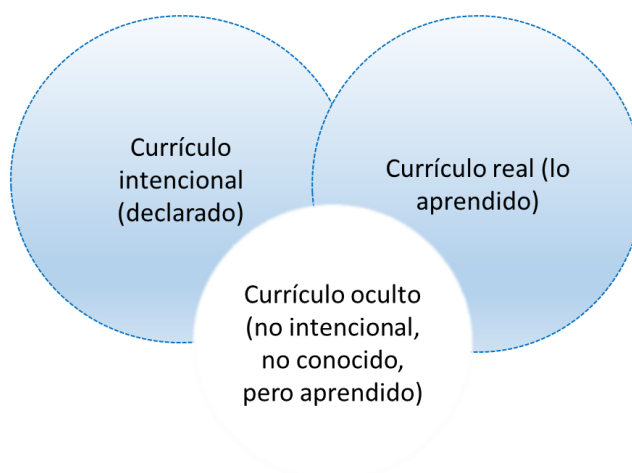 Currículo
intencional
(declarado)
Currículo real (lo
aprendido)
Currículo oculto
(no intencional,
no conocido,
pero aprendido)